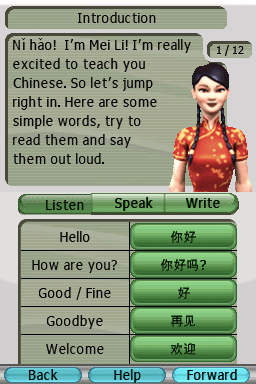 Introduction
Nǐ hǎo!  I'm Mei Li! I'm really
excited to teach you
Chinese. So let's jump
right in. Here are some
simple words, try to
read them and say
them out loud.
1 / 12
Listen
Speak
Write
Hello
你好
How are you?
你好吗?
Good / Fine
好
Goodbye
再见
Welcome
欢迎
Back
Help
Forward